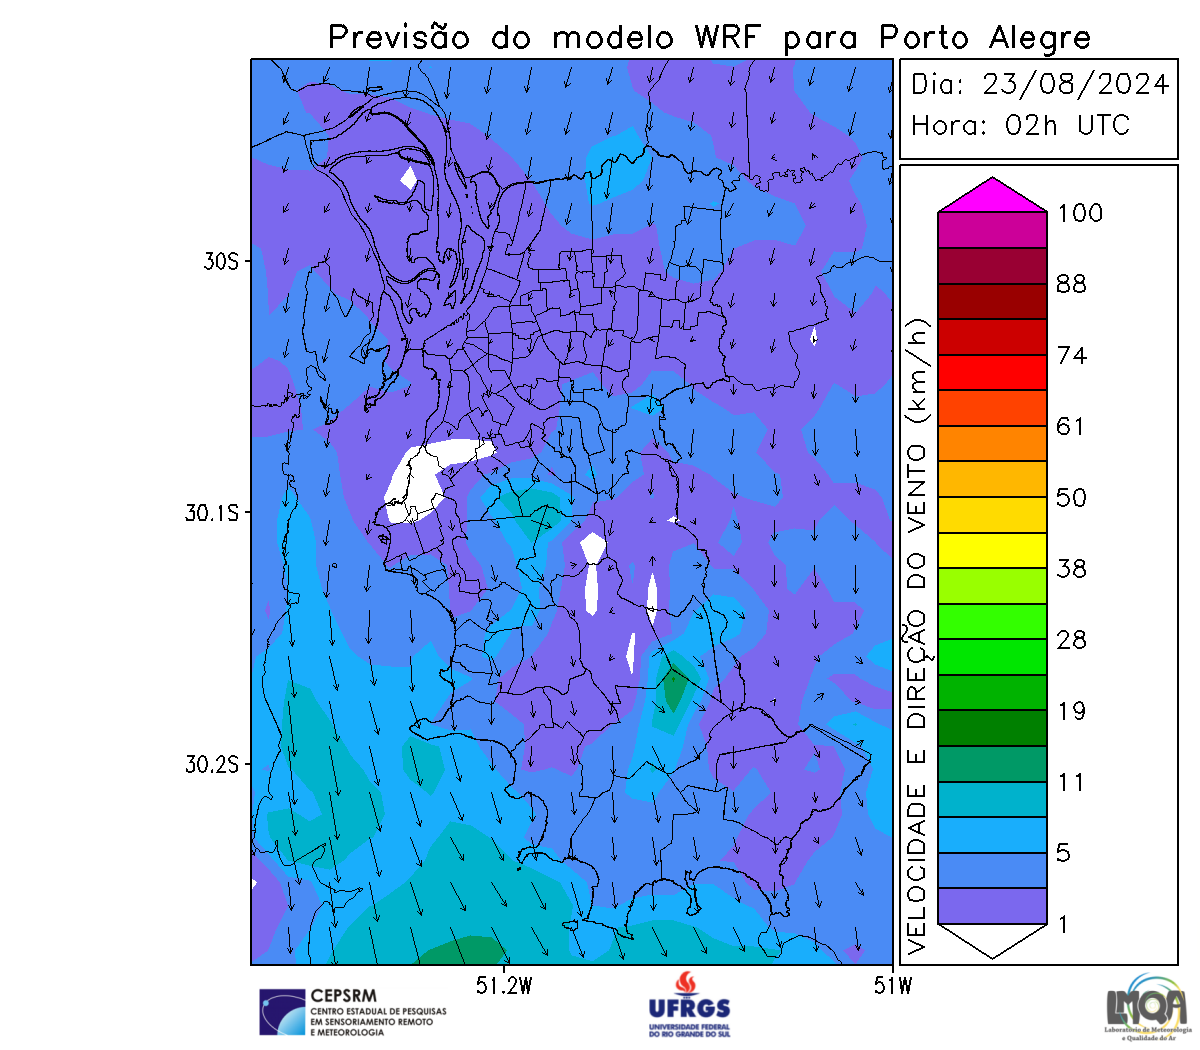 Previsão do modelo WRF para Porto Alegre
Dia: 23/08/2024
Hora: 02h UTC
100
88
74
61
50
38
28
19
11
5
1
VELOCIDADE E DIREÇÃO DO VENTO (km/h)
30S
30.1S
30.2S
51.2W
51W
CEPSRM
CENTRO ESTADUAL DE PESQUISAS
EM SENSORIAMENTO REMOTO
E METEOROLOGIA
UFRGS
UNIVERSIDADE FEDERAL
DO RIO GRANDE DO SUL
LMQA
Laboratório de Meteorologia
e Qualidade do Ar